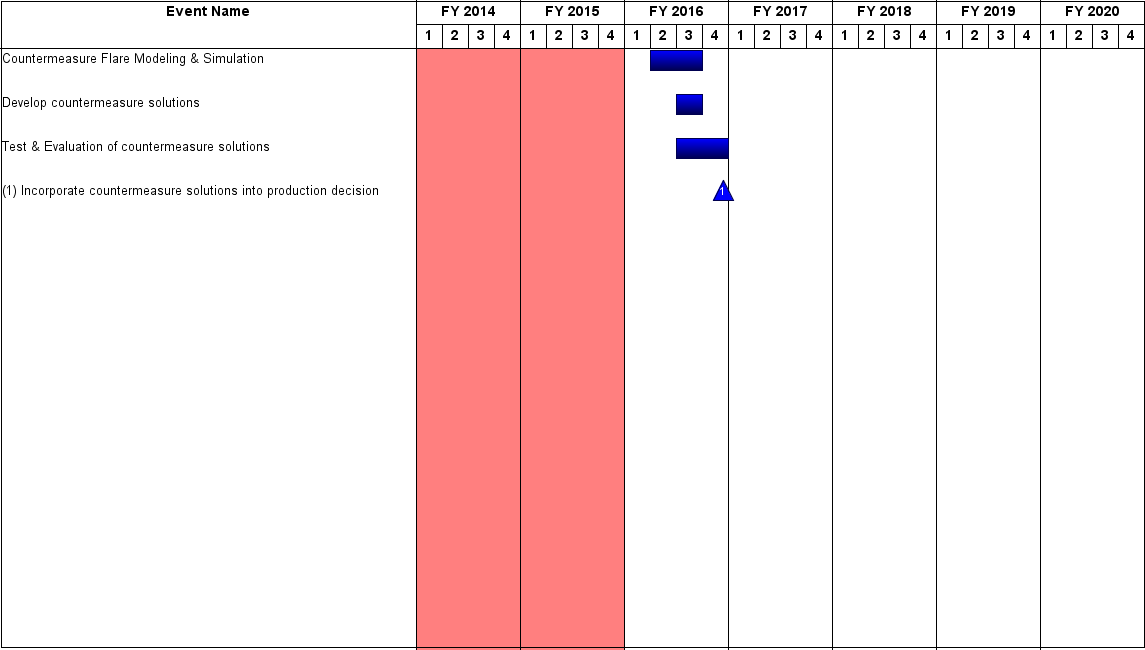 Event Name FY 2014 FY 2015 FY 2016 FY 2017 FY 2018 FY 2019 FY 2020
1 2 3 4 1 2 3 4 1 2 3 4 1 2 3 4 1 2 3 4 1 2 3 4 1 2 3 4
Countermeasure Flare Modeling & Simulation
Develop countermeasure solutions
Test & Evaluation of countermeasure solutions
(1) Incorporate countermeasure solutions into production decision 1